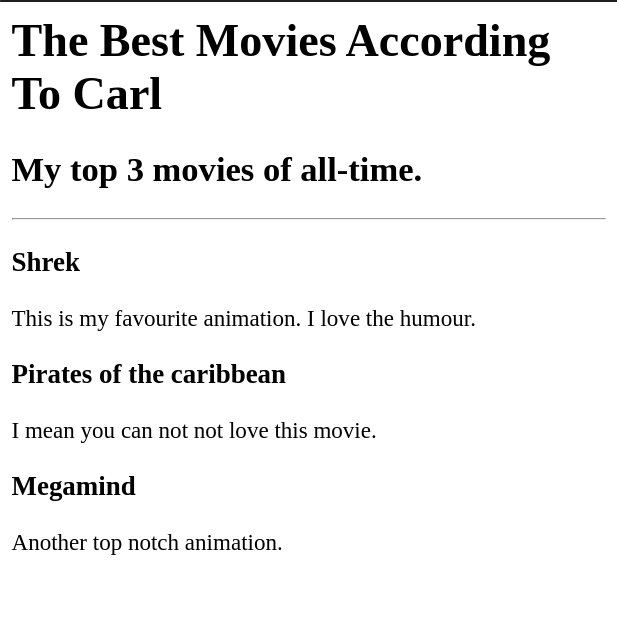 The Best Movies According
To Carl
My top 3 movies of all-time.
Shrek
This is my favourite animation. I love the humour.
Pirates of the caribbean
I mean you can not not love this movie.
Megamind
Another top notch animation.